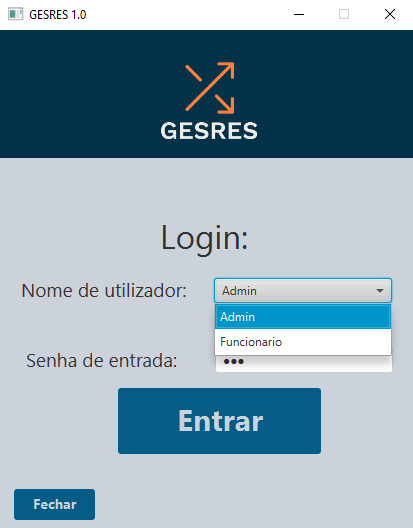 GESRES 1.0
GESRES
Login:
Nome de utilizador:
Admin
Admin
Funcionario
Senha de entrada:
Entrar
Fechar